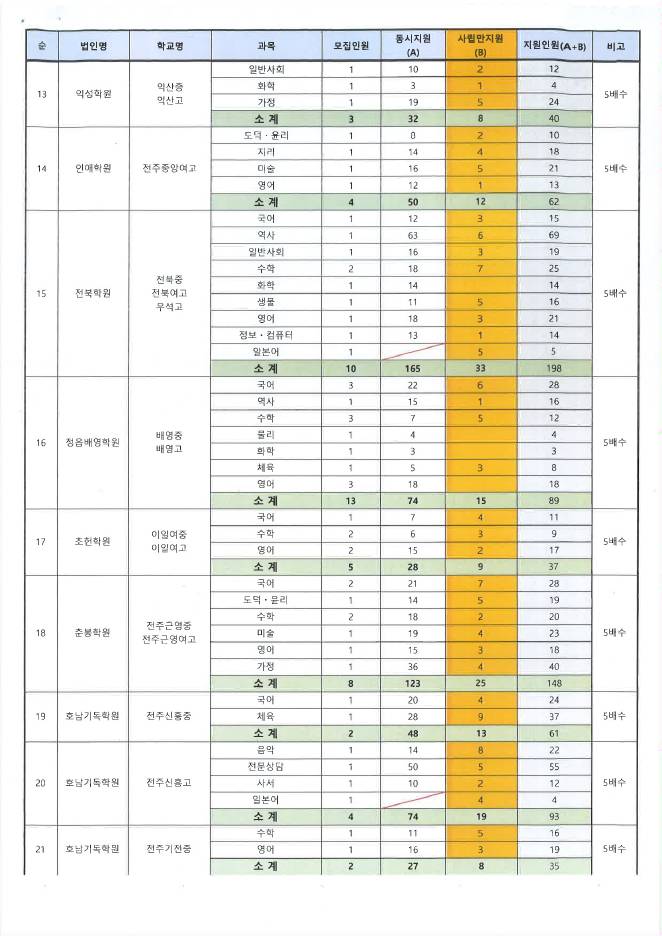 순 법인명 학교명 과목 모집인원 동시지원 (A) 사립만지원 (B) 지원인원(A+B) 비고
13 익성학원 익산중 익산고 5배수
일반사회 1 10 2 12
화학 1 3 1 4
가정 1 19 5 24
소 계 3 32 8 40
14 인애학원 전주중앙여고 5배수
도덕·윤리 1 8 2 10
지리 1 14 4 18
미술 1 16 5 21
영어 1 12 1 13
소 계 4 50 12 62
15 전북학원 전북중 전북여고 우석고 5배수
국어 1 12 3 15
역사 1 63 6 69
일반사회 1 16 3 19
수학 2 18 7 25
화학 1 14 14
생물 1 11 5 16
영어 1 18 3 21
정보·컴퓨터 1 13 1 14
일본어 1 5 5
소 계 10 165 33 198
16 정읍배영학원 배영중 배영고 5배수
국어 3 22 6 28
역사 1 15 1 16
수학 3 7 5 12
물리 1 4 4
화학 1 3 3
체육 1 5 3 8
영어 3 18 18
소 계 13 74 15 89
17 초헌학원 이일여중 이일여고 5배수
국어 1 7 4 11
수학 2 6 3 9
영어 2 15 2 17
소 계 5 28 9 37
18 춘봉학원 전주근영중 전주근영여고 5배수
국어 2 21 7 28
도덕·윤리 1 14 5 19
수학 2 18 2 20
미술 1 19 4 23
영어 1 15 3 18
가정 1 36 4 40
소 계 8 123 25 148
19 호남기독학원 전주신흥중 5배수
국어 1 20 4 24
체육 1 28 9 37
소 계 2 48 13 61
20 호남기독학원 전주신흥고 5배수
음악 1 14 8 22
전문상담 1 50 5 55
사서 1 10 2 12
일본어 1 4 4
소 계 4 74 19 93
21 호남기독학원 전주기전중 5배수
수학 1 11 5 16
영어 1 16 3 19
소 계 2 27 8 35